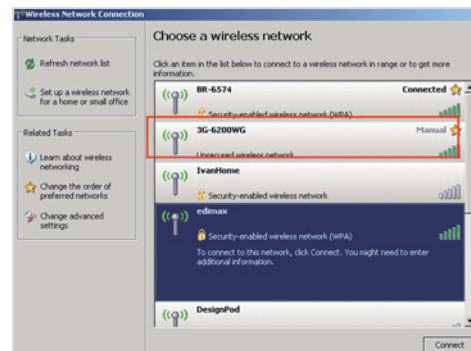 Wireless Network Connection
Network Tasks
Refresh network list
Set up a wireless network
for a home or small office
Related Tasks
Learn about wireless
networking
Change the order of
preferred networks
Change advanced
settings
Choose a wireless network
Click an item in the list below to connect to a wireless network in range or to get more
information.
BR-6574 Connected
Security-enabled wireless network (WPA)
3G-6200WG Manual
Unsecured wireless network
IvanHome
Security-enabled wireless network
edimax
Security-enabled wireless network (WPA)
To connect to this network, click Connect. You might need to enter
additional information.
DesignPod
Connect